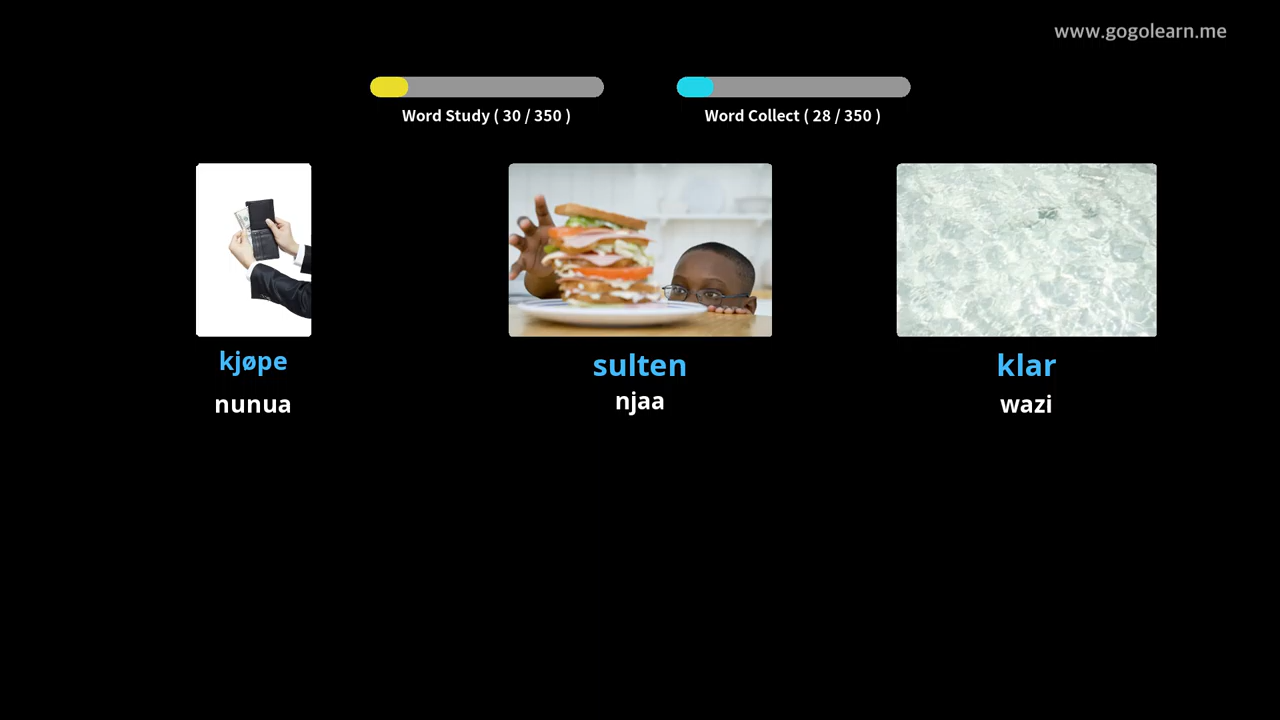 www.gogolearn.me
Word Study ( 30 / 350 )
Word Collect ( 28 / 350 )
kjøpe
nunua
sulten
njaa
klar
wazi